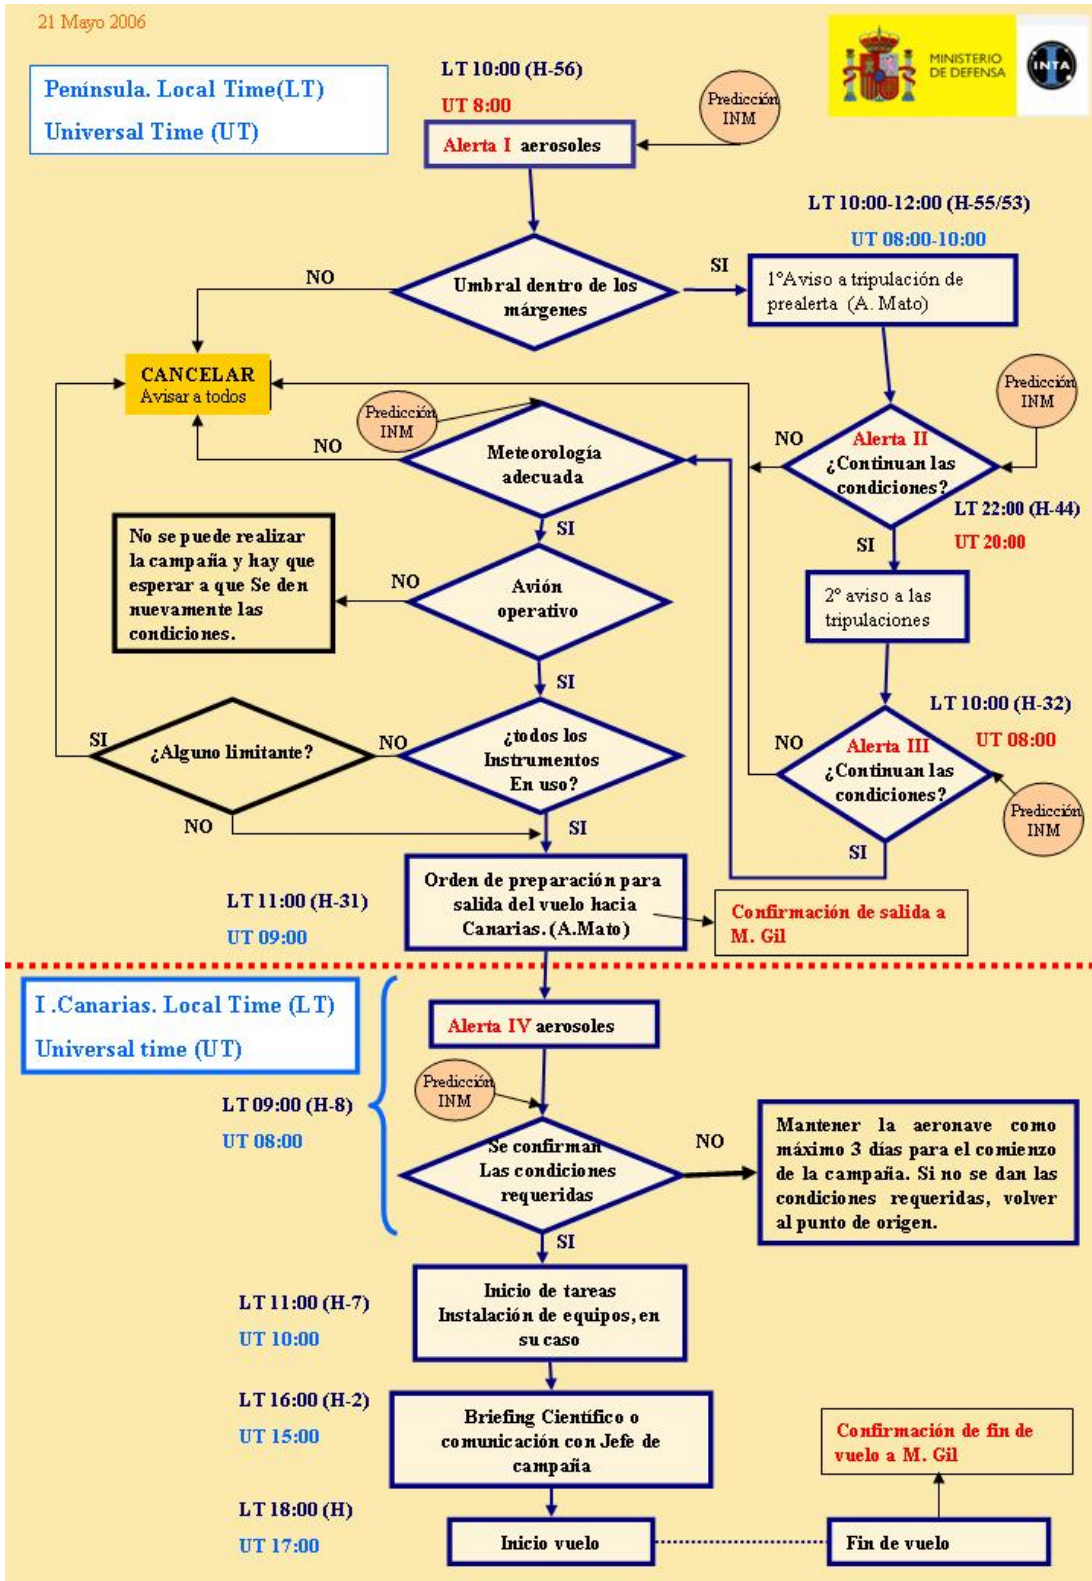 21 Mayo 2006
MINISTERIO
DE DEFENSA
INTA
Península. Local Time(LT)
Universal Time (UT)
LT 10:00 (H-56)
UT 8:00
Predicción
INM
Alerta I aerosoles
LT 10:00-12:00 (H-55/53)
UT 08:00-10:00
NO
Umbral dentro de los
márgenes
SI
1ºAviso a tripulación de
prealerta (A. Mato)
CANCELAR
Avisar a todos
Predicción
INM
Predicción
INM
NO
Meteorología
adecuada
NO
Alerta II
¿Continuan las
condiciones?
LT 22:00 (H-44)
UT 20:00
SI
SI
No se puede realizar
la campaña y hay que
esperar a que Se den
nuevamente las
condiciones.
NO
Avión
operativo
2º aviso a las
tripulaciones
SI
LT 10:00 (H-32)
UT 08:00
SI
¿Alguno limitante?
NO
¿todos los
Instrumentos
En uso?
NO
Alerta III
¿Continuan las
condiciones?
Predicción
INM
NO
SI
SI
LT 11:00 (H-31)
UT 09:00
Orden de preparación para
salida del vuelo hacia
Canarias. (A.Mato)
Confirmación de salida a
M. Gil
I .Canarias. Local Time (LT)
Universal time (UT)
Alerta IV aerosoles
Predicción
INM
LT 09:00 (H-8)
UT 08:00
Se confirman
Las condiciones
requeridas
NO
Mantener la aeronave como
máximo 3 días para el comienzo
de la campaña. Si no se dan las
condiciones requeridas, volver
al punto de origen.
SI
LT 11:00 (H-7)
UT 10:00
Inicio de tareas
Instalación de equipos, en
su caso
LT 16:00 (H-2)
UT 15:00
Briefing Científico o
comunicación con Jefe de
campaña
Confirmación de fin de
vuelo a M. Gil
LT 18:00 (H)
UT 17:00
Inicio vuelo
Fin de vuelo